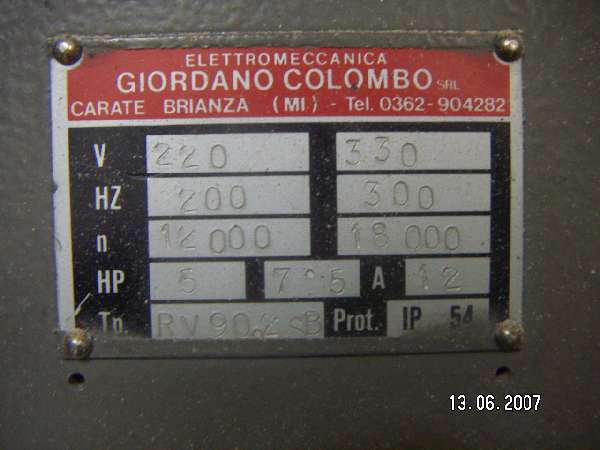 ELETTROMECCANICA
GIORDANO COLOMBO SRL
CARATE BRIANZA (MI) - Tel. 0362-904282
V 220 330
HZ 200 300
n 12000 18000
HP 5 7.5 A 12
Tp Prot. IP 54
13.06.2007